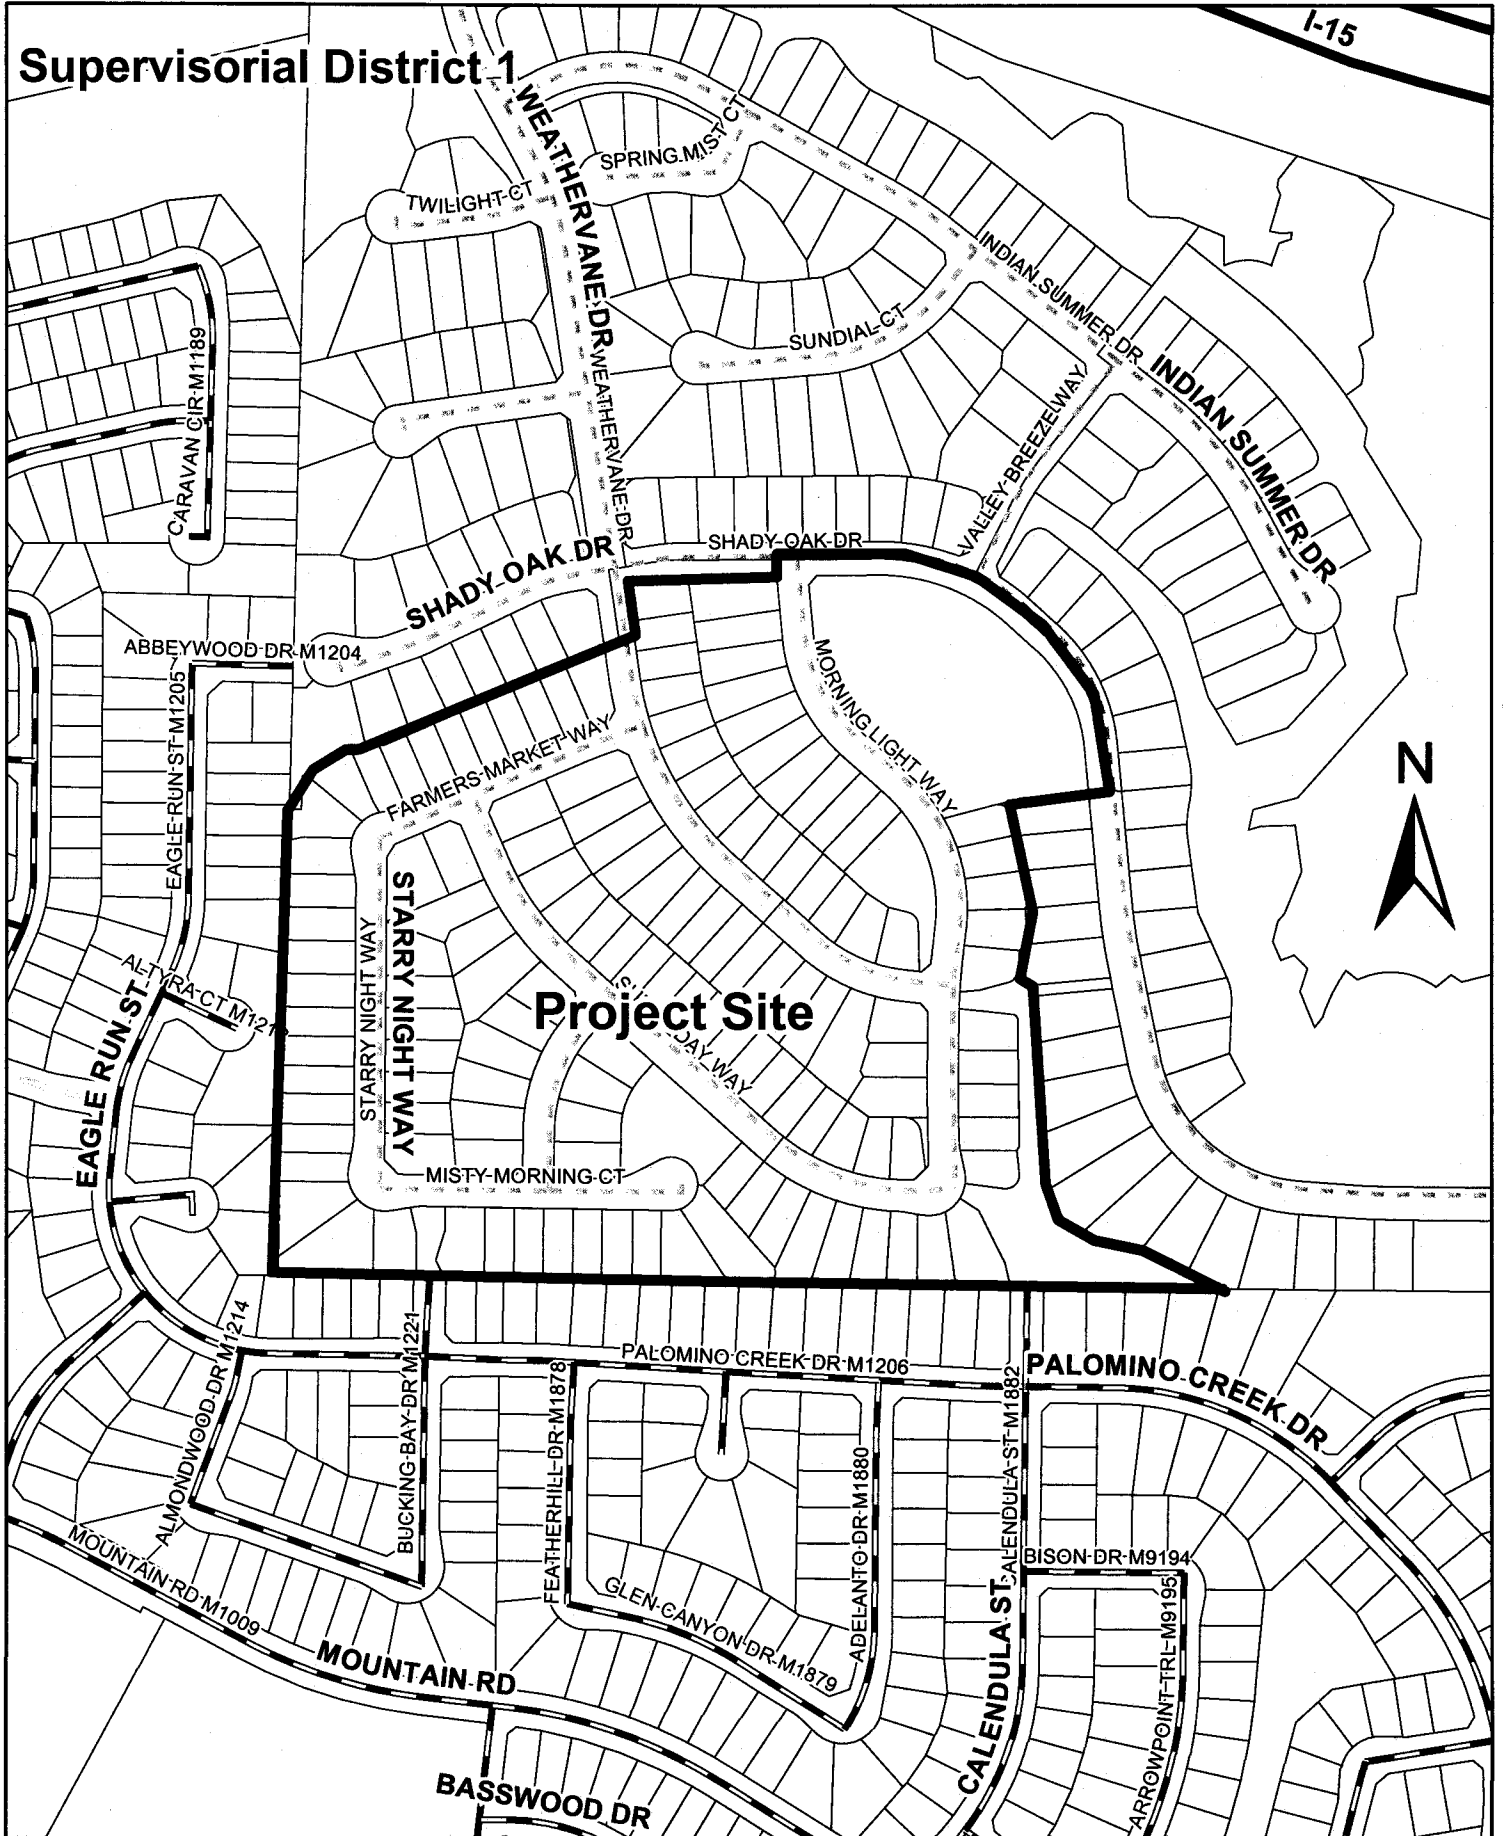 I-15
Supervisorial District 1
WEATHERVANE DR
SPRING MIST CT
TWILIGHT CT
INDIAN SUMMER DR
SUNDIAL CT
CARAVAN CIR M1189
WEATHERVANE DR
VALLEY BREEZE WAY
INDIAN SUMMER DR
SHADY OAK DR
SHADY OAK DR
ABBEYWOOD DR M1204
EAGLE RUN ST M1205
MORNING LIGHT WAY
FARMERS MARKET WAY
N
STARRY NIGHT WAY
STARRY NIGHT WAY
ALTYRA CT
EAGLE RUN ST
Project Site
DAY WAY
MISTY MORNING CT
ALMONDWOOD DR M1214
BUCKING BAY DR M1221
PALOMINO CREEK DR M1206
PALOMINO CREEK DR
FEATHERHILL DR M1878
CALENDULA ST M1882
ADELANTO DR M1880
BISON DR M9194
MOUNTAIN RD M1009
GLEN CANYON DR M1879
ARROWPOINT TRL M9195
MOUNTAIN RD
CALENDULA ST
BASSWOOD DR